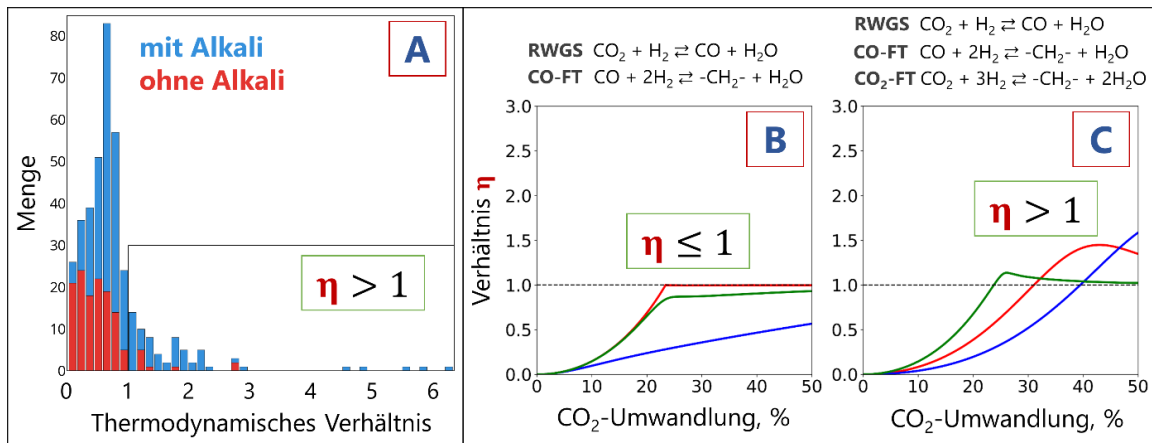 mit Alkali
ohne Alkali
A
Menge
80
70
60
50
40
30
20
10
0
η > 1
0 1 2 3 4 5 6
Thermodynamisches Verhältnis
RWGS CO₂ + H₂ ⇄ CO + H₂O
CO-FT CO + 2H₂ ⇄ -CH₂- + H₂O
B
Verhältnis η
3.0
2.5
2.0
1.5
1.0
0.5
0.0
η ≤ 1
0 10 20 30 40 50
CO₂-Umwandlung, %
RWGS CO₂ + H₂ ⇄ CO + H₂O
CO-FT CO + 2H₂ ⇄ -CH₂- + H₂O
CO₂-FT CO₂ + 3H₂ ⇄ -CH₂- + 2H₂O
C
3.0
2.5
2.0
1.5
1.0
0.5
0.0
η > 1
0 10 20 30 40 50
CO₂-Umwandlung, %